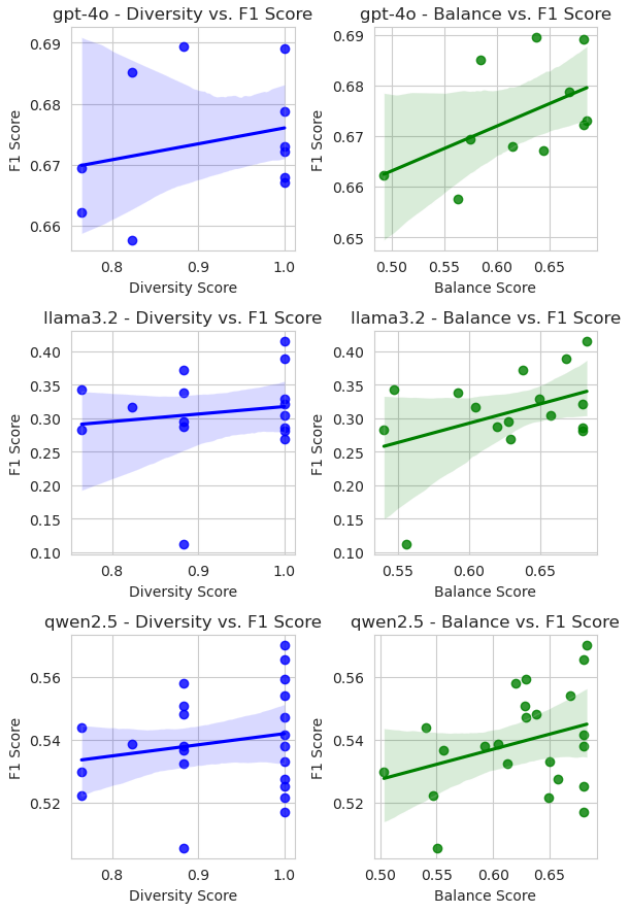 gpt-4o - Diversity vs. F1 Score
0.69
0.68
0.67
0.66
F1 Score
0.8
0.9
1.0
Diversity Score
gpt-4o - Balance vs. F1 Score
0.69
0.68
0.67
0.66
0.65
F1 Score
0.50
0.55
0.60
0.65
Balance Score
llama3.2 - Diversity vs. F1 Score
0.40
0.35
0.30
0.25
0.20
0.15
0.10
F1 Score
0.8
0.9
1.0
Diversity Score
llama3.2 - Balance vs. F1 Score
0.40
0.35
0.30
0.25
0.20
0.15
0.10
F1 Score
0.55
0.60
0.65
Balance Score
qwen2.5 - Diversity vs. F1 Score
0.56
0.54
0.52
F1 Score
0.8
0.9
1.0
Diversity Score
qwen2.5 - Balance vs. F1 Score
0.56
0.54
0.52
F1 Score
0.50
0.55
0.60
0.65
Balance Score